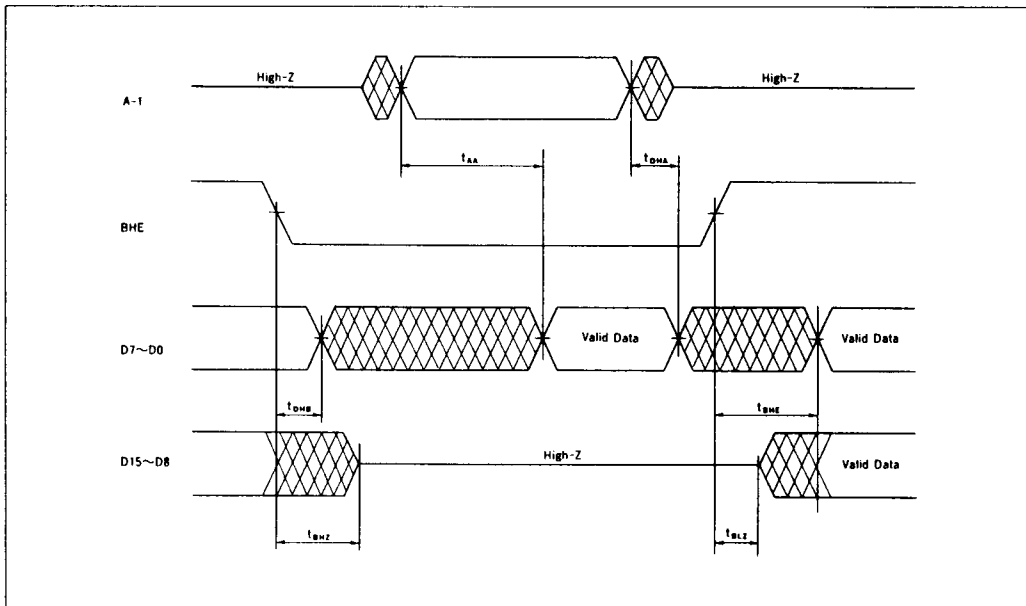 High-Z
High-Z
A-1
tAA
tDHA
BHE
D7~D0
Valid Data
Valid Data
tDHB
tBHE
D15~D8
High-Z
Valid Data
tBHZ
tBLZ